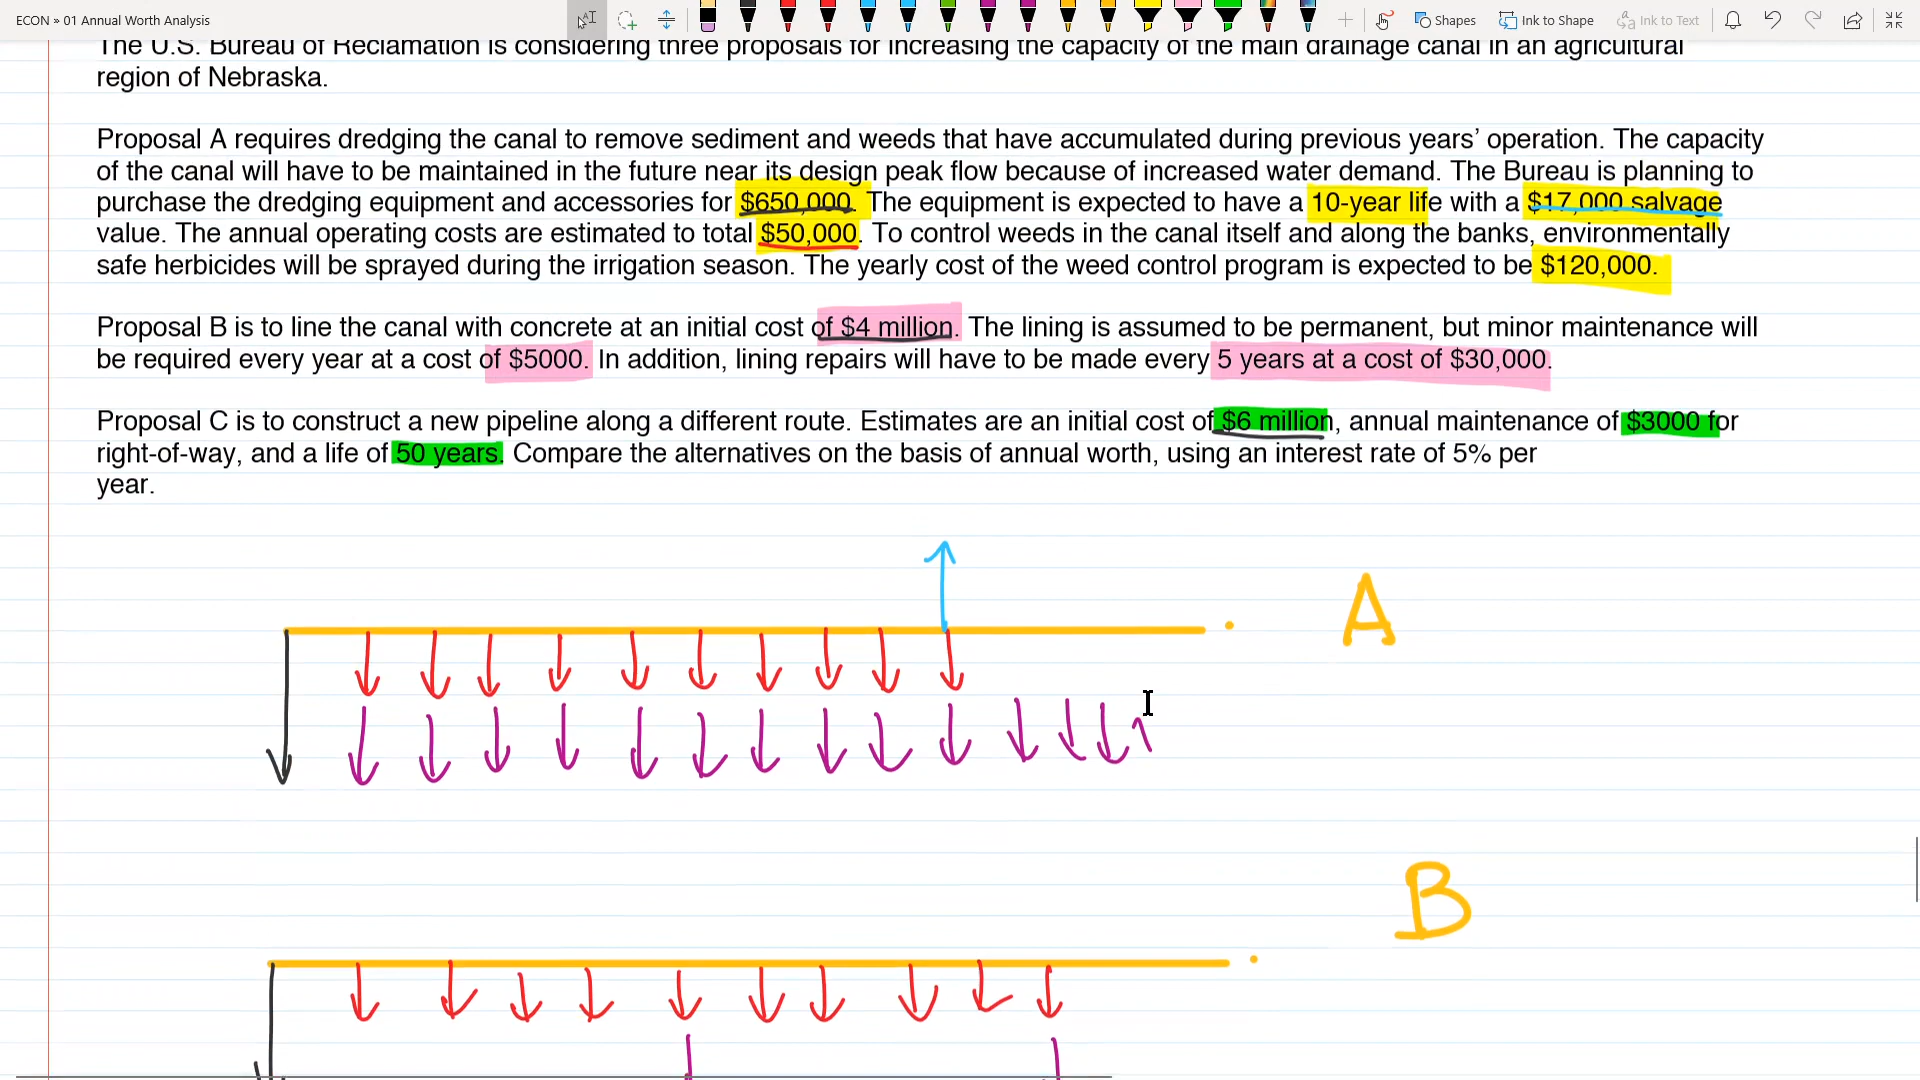 ECON » 01 Annual Worth Analysis
Shapes
Ink to Shape
Ink to Text
The U.S. Bureau of Reclamation is considering three proposals for increasing the capacity of the main drainage canal in an agricultural
region of Nebraska.
Proposal A requires dredging the canal to remove sediment and weeds that have accumulated during previous years’ operation. The capacity
of the canal will have to be maintained in the future near its design peak flow because of increased water demand. The Bureau is planning to
purchase the dredging equipment and accessories for $650,000. The equipment is expected to have a 10-year life with a $17,000 salvage
value. The annual operating costs are estimated to total $50,000. To control weeds in the canal itself and along the banks, environmentally
safe herbicides will be sprayed during the irrigation season. The yearly cost of the weed control program is expected to be $120,000.
Proposal B is to line the canal with concrete at an initial cost of $4 million. The lining is assumed to be permanent, but minor maintenance will
be required every year at a cost of $5000. In addition, lining repairs will have to be made every 5 years at a cost of $30,000.
Proposal C is to construct a new pipeline along a different route. Estimates are an initial cost of $6 million, annual maintenance of $3000 for
right-of-way, and a life of 50 years. Compare the alternatives on the basis of annual worth, using an interest rate of 5% per
year.
A
B